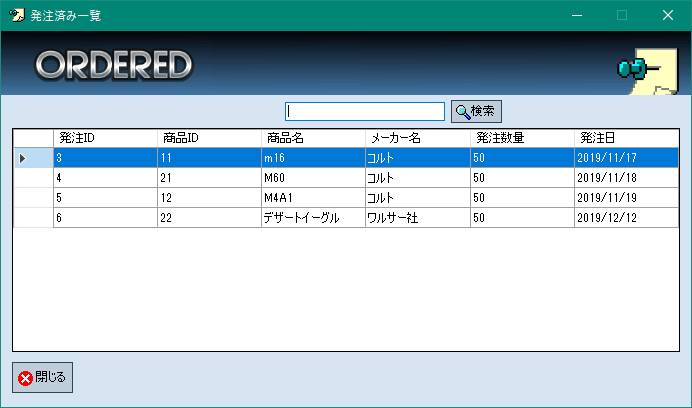 発注済み一覧
ORDERED
検索
発注ID 商品ID 商品名 メーカー名 発注数量 発注日
3 11 m16 コルト 50 2019/11/17
4 21 M60 コルト 50 2019/11/18
5 12 M4A1 コルト 50 2019/11/19
6 22 デザートイーグル ワルサー社 50 2019/12/12
閉じる